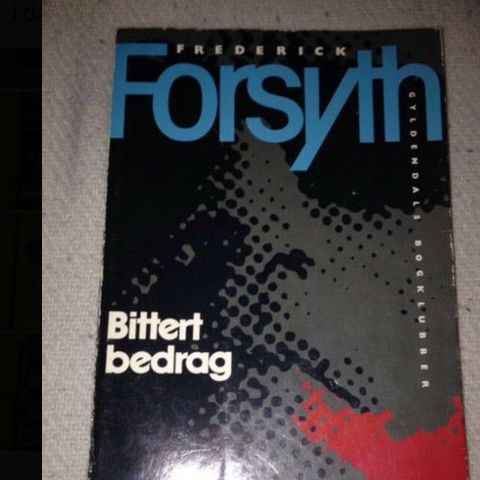 FREDERICK
Forsyth
GYLDENDALS BOGKLUBBER
Bittert
bedrag